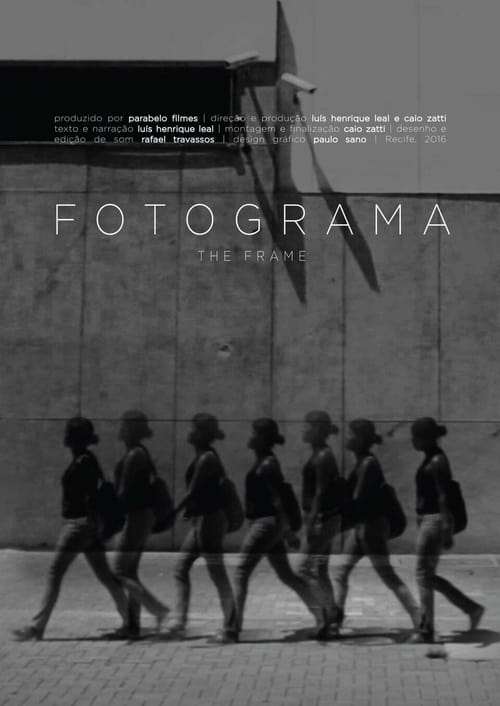 produzido por parabelo filmes | direção e produção luís henrique leal e caio zatti
texto e narração luís henrique leal | montagem e finalização caio zatti | desenho e
edição de som rafael travassos | design gráfico paulo sano | Recife, 2016
FOTOGRAMA
THE FRAME